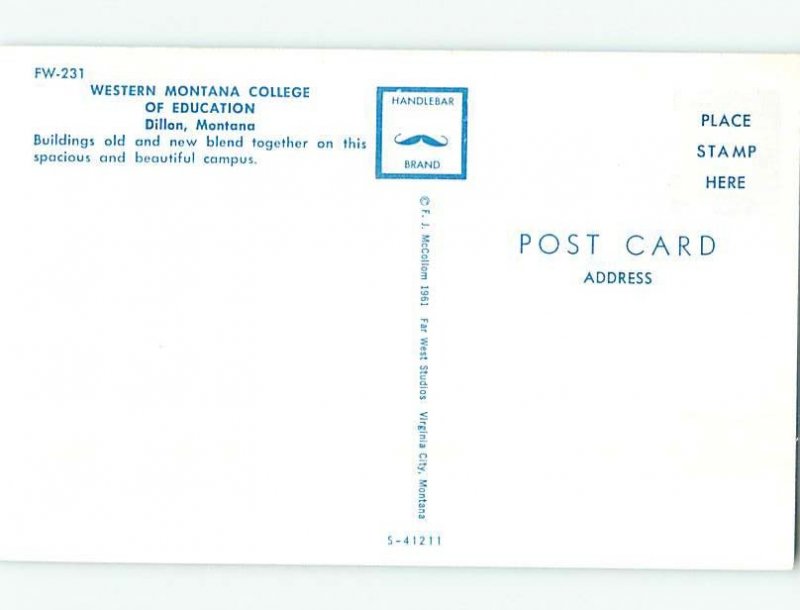 FW-231
WESTERN MONTANA COLLEGE
OF EDUCATION
Dillon, Montana
Buildings old and new blend together on this
spacious and beautiful campus.
HANDLEBAR
BRAND
PLACE
STAMP
HERE
POST CARD
ADDRESS
© F. J. McCollom 1961 Far West Studios Virginia City, Montana
S-41211